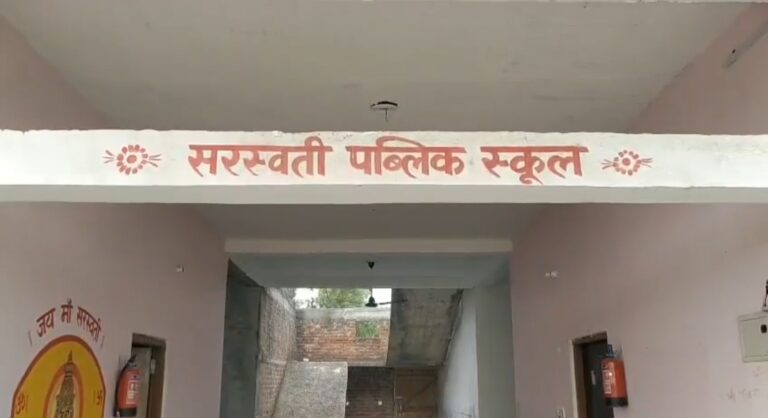 सरस्वती पब्लिक स्कूल
जय माँ सरस्वती
ॐ ॐ